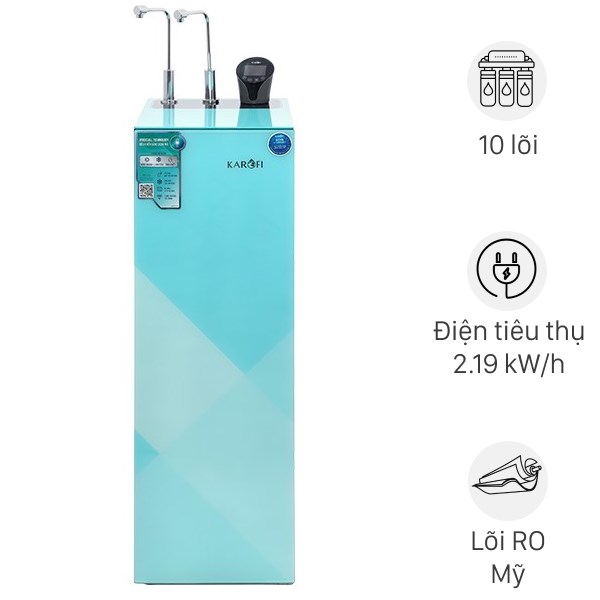 KAROFI
10 lõi
Điện tiêu thụ
2.19 kW/h
Lõi RO
Mỹ